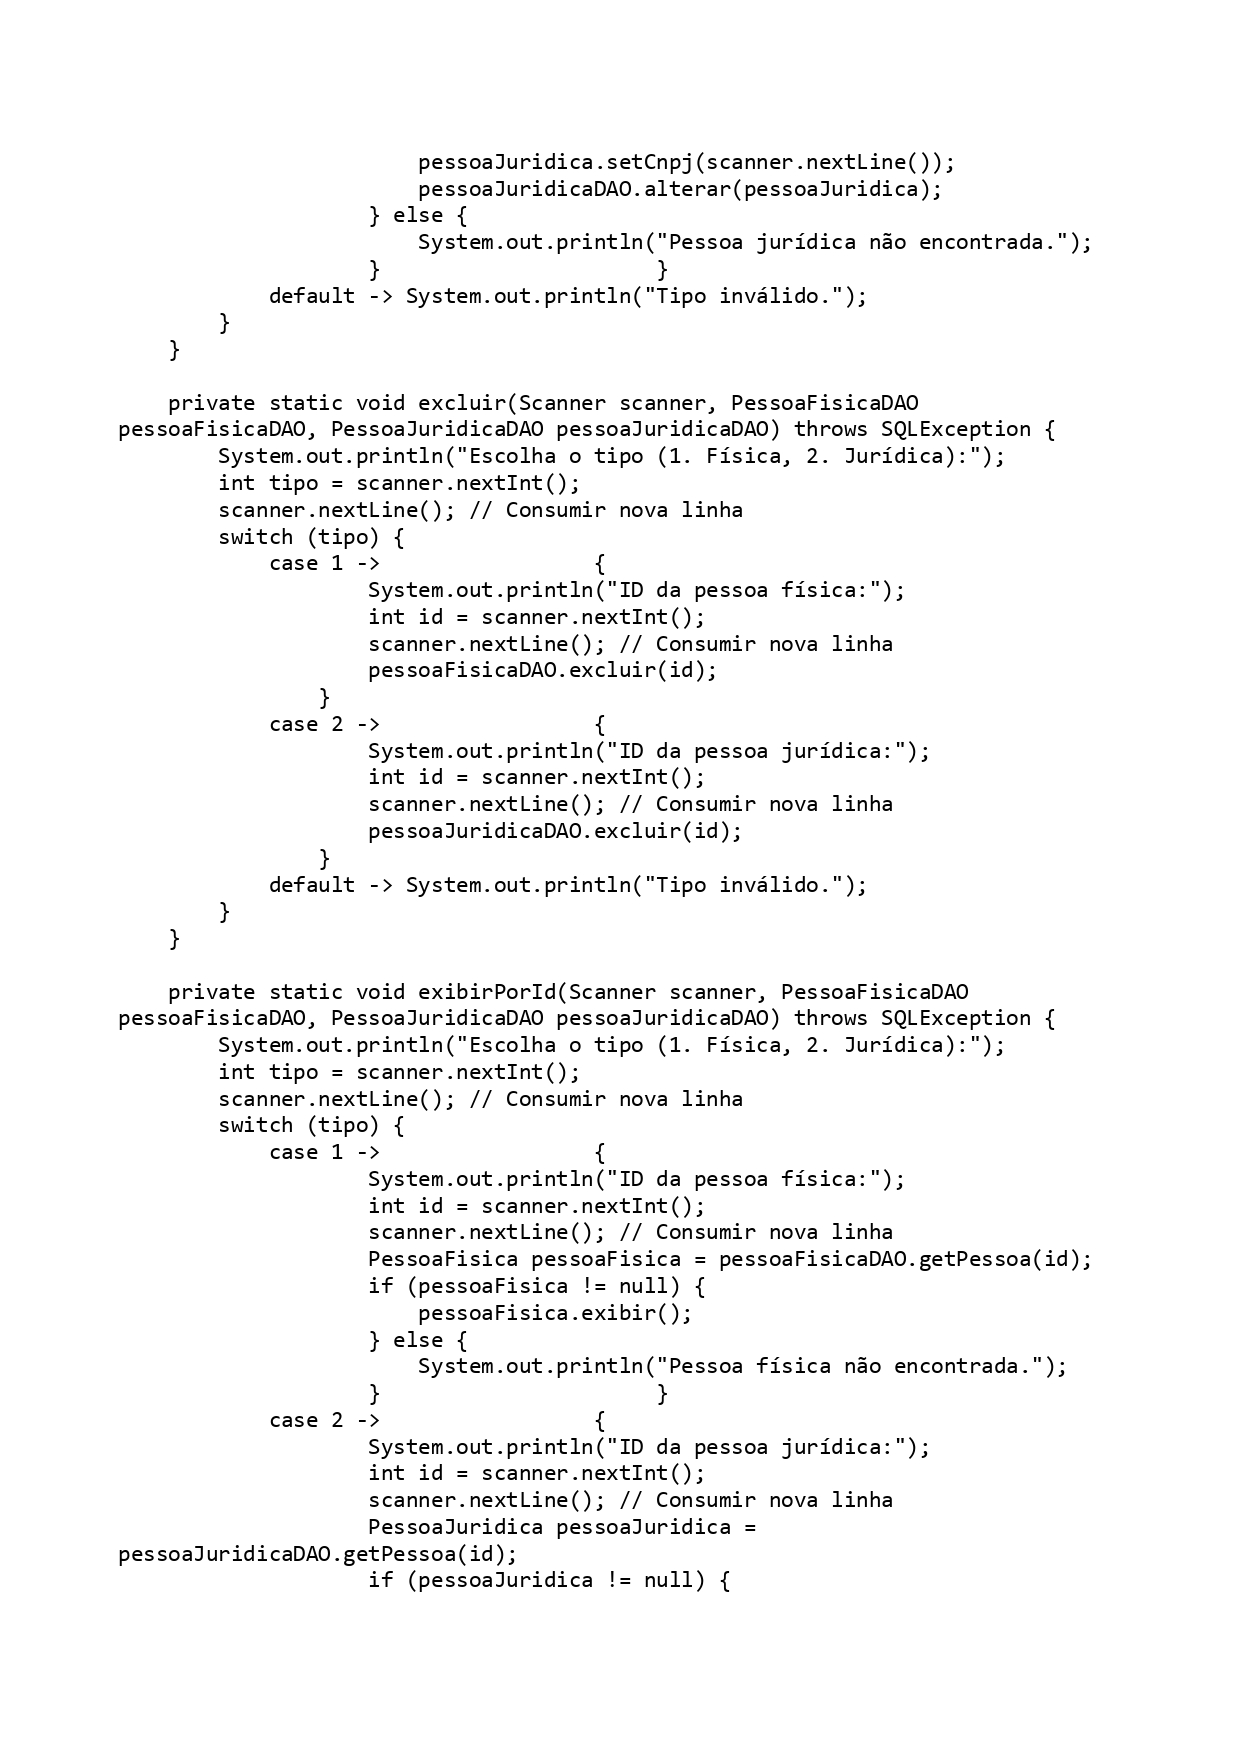 pessoaJuridica.setCnpj(scanner.nextLine());
pessoaJuridicaDAO.alterar(pessoaJuridica);
} else {
System.out.println("Pessoa jurídica não encontrada.");
} }
default -> System.out.println("Tipo inválido.");
}
}
private static void excluir(Scanner scanner, PessoaFisicaDAO
pessoaFisicaDAO, PessoaJuridicaDAO pessoaJuridicaDAO) throws SQLException {
System.out.println("Escolha o tipo (1. Física, 2. Jurídica):");
int tipo = scanner.nextInt();
scanner.nextLine(); // Consumir nova linha
switch (tipo) {
case 1 -> {
System.out.println("ID da pessoa física:");
int id = scanner.nextInt();
scanner.nextLine(); // Consumir nova linha
pessoaFisicaDAO.excluir(id);
}
case 2 -> {
System.out.println("ID da pessoa jurídica:");
int id = scanner.nextInt();
scanner.nextLine(); // Consumir nova linha
pessoaJuridicaDAO.excluir(id);
}
default -> System.out.println("Tipo inválido.");
}
}
private static void exibirPorId(Scanner scanner, PessoaFisicaDAO
pessoaFisicaDAO, PessoaJuridicaDAO pessoaJuridicaDAO) throws SQLException {
System.out.println("Escolha o tipo (1. Física, 2. Jurídica):");
int tipo = scanner.nextInt();
scanner.nextLine(); // Consumir nova linha
switch (tipo) {
case 1 -> {
System.out.println("ID da pessoa física:");
int id = scanner.nextInt();
scanner.nextLine(); // Consumir nova linha
PessoaFisica pessoaFisica = pessoaFisicaDAO.getPessoa(id);
if (pessoaFisica != null) {
pessoaFisica.exibir();
} else {
System.out.println("Pessoa física não encontrada.");
} }
case 2 -> {
System.out.println("ID da pessoa jurídica:");
int id = scanner.nextInt();
scanner.nextLine(); // Consumir nova linha
PessoaJuridica pessoaJuridica =
pessoaJuridicaDAO.getPessoa(id);
if (pessoaJuridica != null) {